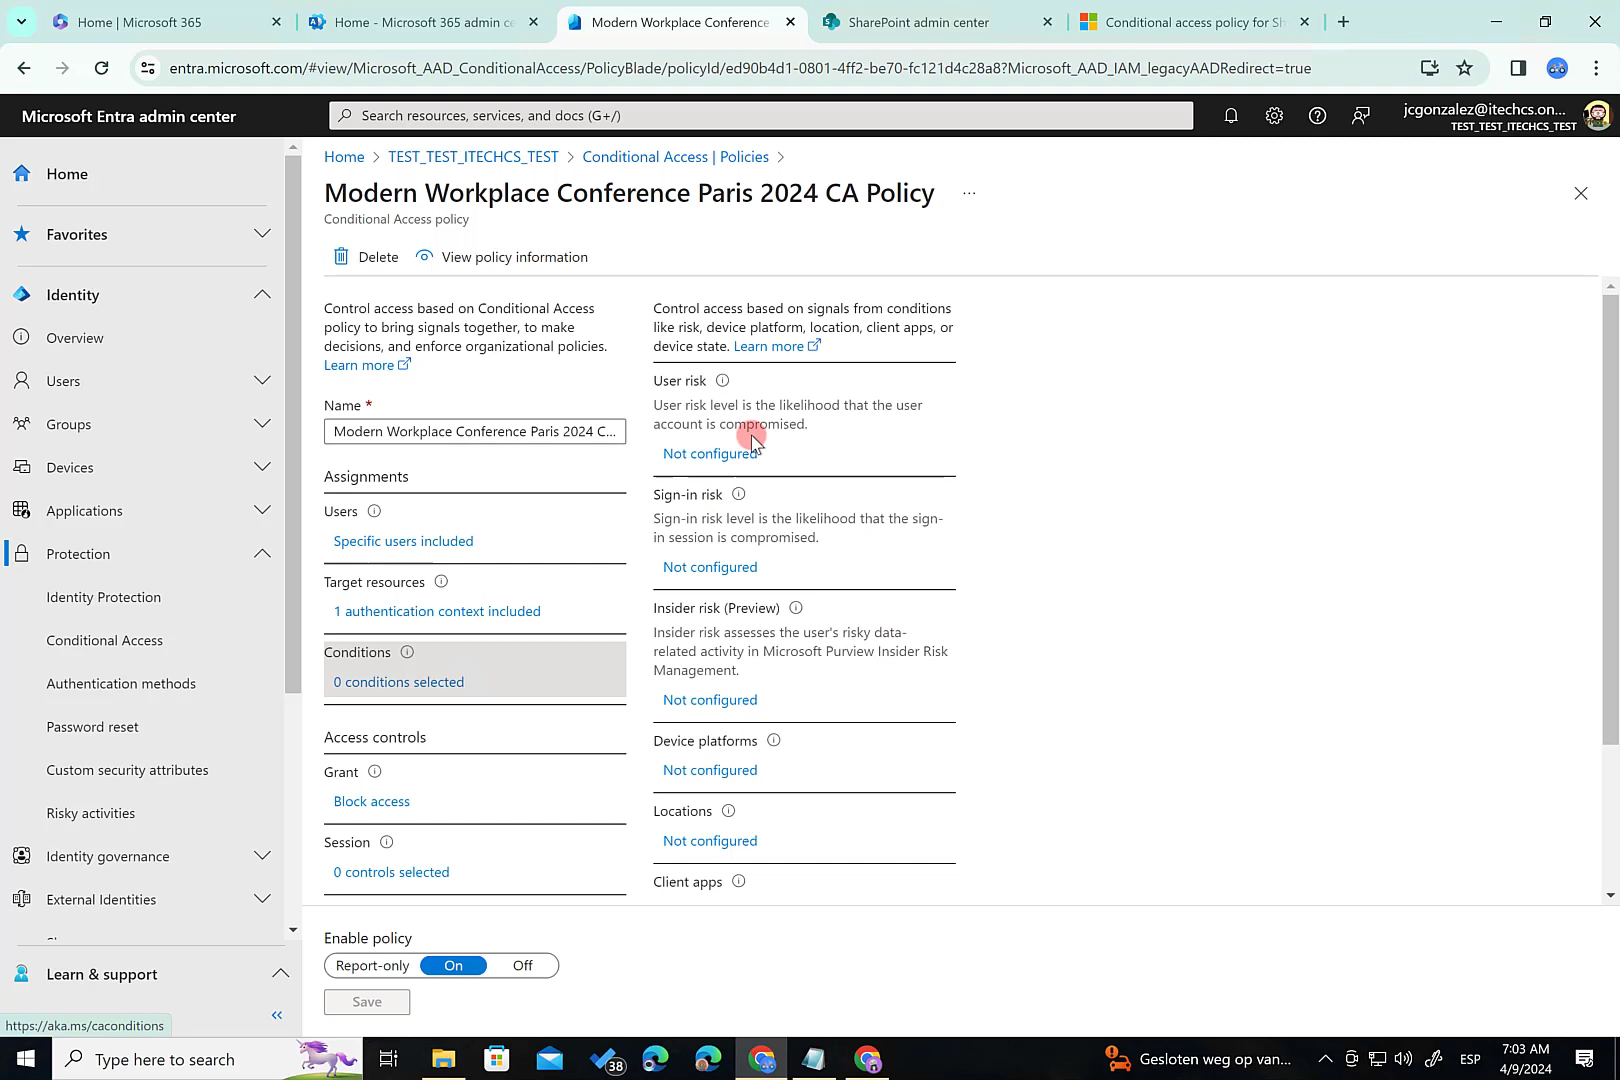 Home | Microsoft 365
Home - Microsoft 365 admin ce
Modern Workplace Conference
SharePoint admin center
Conditional access policy for Sh
entra.microsoft.com/#view/Microsoft_AAD_ConditionalAccess/PolicyBlade/policyId/ed90b4d1-0801-4ff2-be70-fc121d4c28a8?Microsoft_AAD_IAM_legacyAADRedirect=true
Microsoft Entra admin center
Search resources, services, and docs (G+/)
jcgonzalez@itechcs.on...
TEST_TEST_ITECHCS_TEST
Home
Favorites
Identity
Overview
Users
Groups
Devices
Applications
Protection
Identity Protection
Conditional Access
Authentication methods
Password reset
Custom security attributes
Risky activities
Identity governance
External Identities
Learn & support
https://aka.ms/caconditions
Home > TEST_TEST_ITECHCS_TEST > Conditional Access | Policies >
Modern Workplace Conference Paris 2024 CA Policy ...
Conditional Access policy
Delete
View policy information
Control access based on Conditional Access
policy to bring signals together, to make
decisions, and enforce organizational policies.
Learn more
Name *
Modern Workplace Conference Paris 2024 C...
Assignments
Users
Specific users included
Target resources
1 authentication context included
Conditions
0 conditions selected
Access controls
Grant
Block access
Session
0 controls selected
Control access based on signals from conditions
like risk, device platform, location, client apps, or
device state. Learn more
User risk
User risk level is the likelihood that the user
account is compromised.
Not configured
Sign-in risk
Sign-in risk level is the likelihood that the sign-
in session is compromised.
Not configured
Insider risk (Preview)
Insider risk assesses the user's risky data-
related activity in Microsoft Purview Insider Risk
Management.
Not configured
Device platforms
Not configured
Locations
Not configured
Client apps
Enable policy
Report-only On Off
Save
Type here to search
38
Gesloten weg op van...
ESP
7:03 AM
4/9/2024